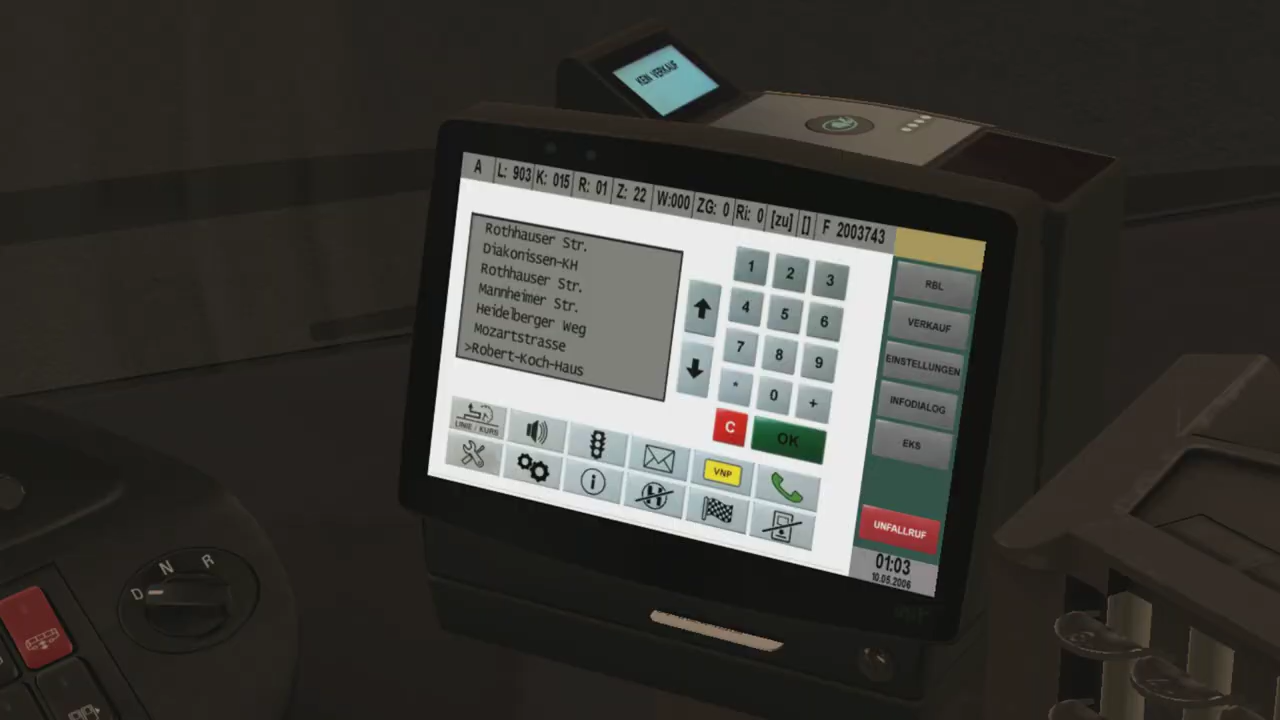 KEIN VERKAUF
A L: 903 K: 015 R: 01 Z: 22 W:000 ZG: 0 Ri: 0 [zu] [] F 2003743
Rothhauser Str.
Diakonissen-KH
Rothhauser Str.
Mannheimer Str.
Heidelberger Weg
Mozartstrasse
>Robert-Koch-Haus
1 2 3
4 5 6
7 8 9
* 0 +
C OK
RBL
VERKAUF
EINSTELLUNGEN
INFODIALOG
EKS
UNFALLRUF
01:03
10.05.2006
LINIE / KURS
VNP
i
H
D N R